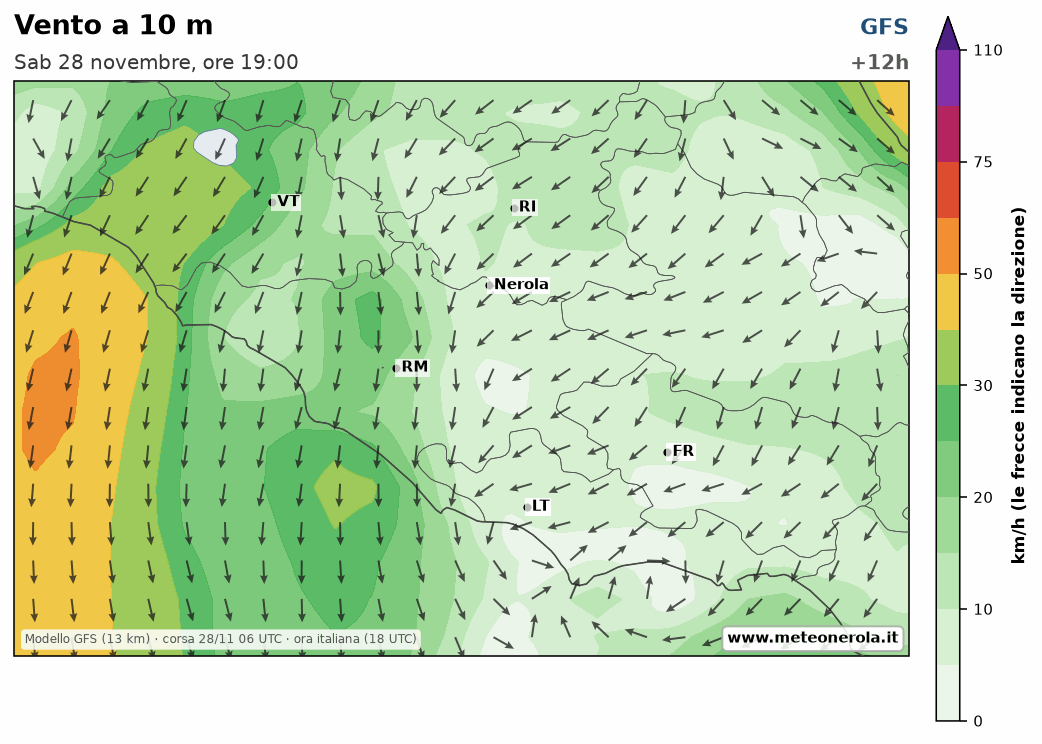 Vento a 10 m
GFS
Sab 28 novembre, ore 19:00
+12h
110
75
50
30
20
10
0
km/h (le frecce indicano la direzione)
VT
RI
Nerola
RM
FR
LT
Modello GFS (13 km) · corsa 28/11 06 UTC · ora italiana (18 UTC)
www.meteonerola.it